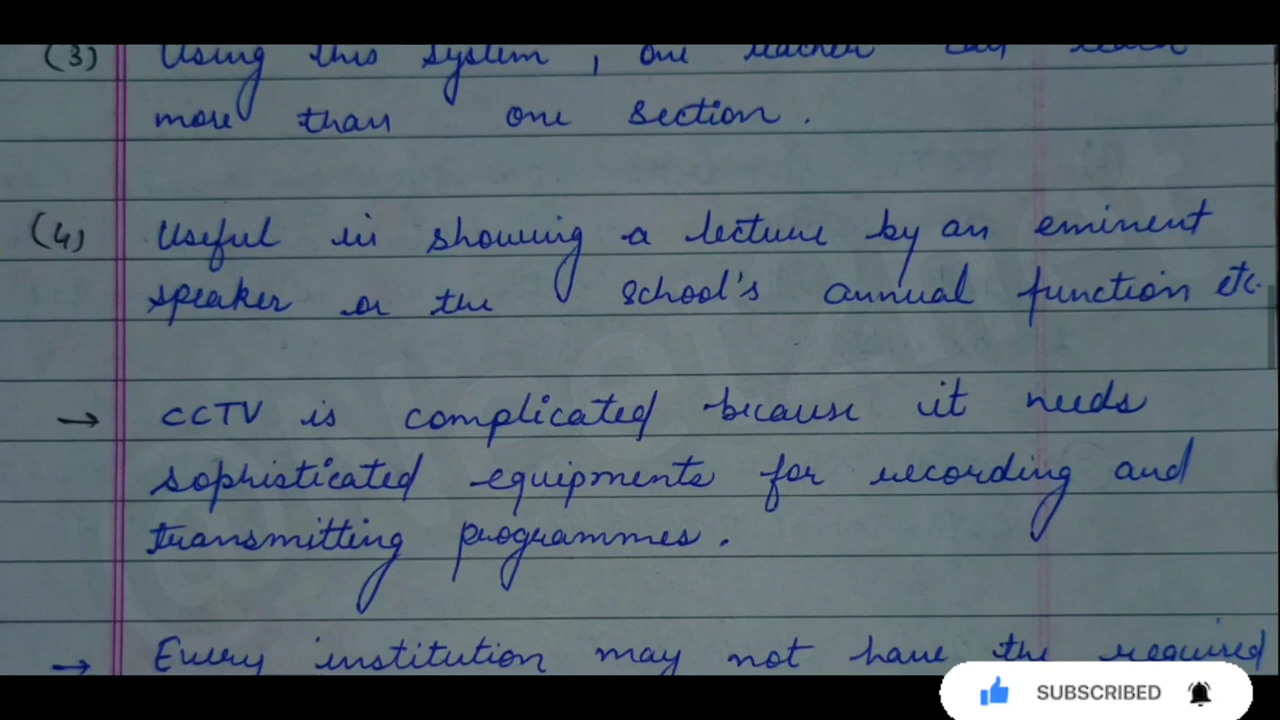 (3) Using this system, one teacher can teach
more than one section.
(4) Useful in showing a lecture by an eminent
speaker or the school's annual function etc.
→ CCTV is complicated because it needs
sophisticated equipments for recording and
transmitting programmes.
→ Every institution may not have the required
SUBSCRIBED